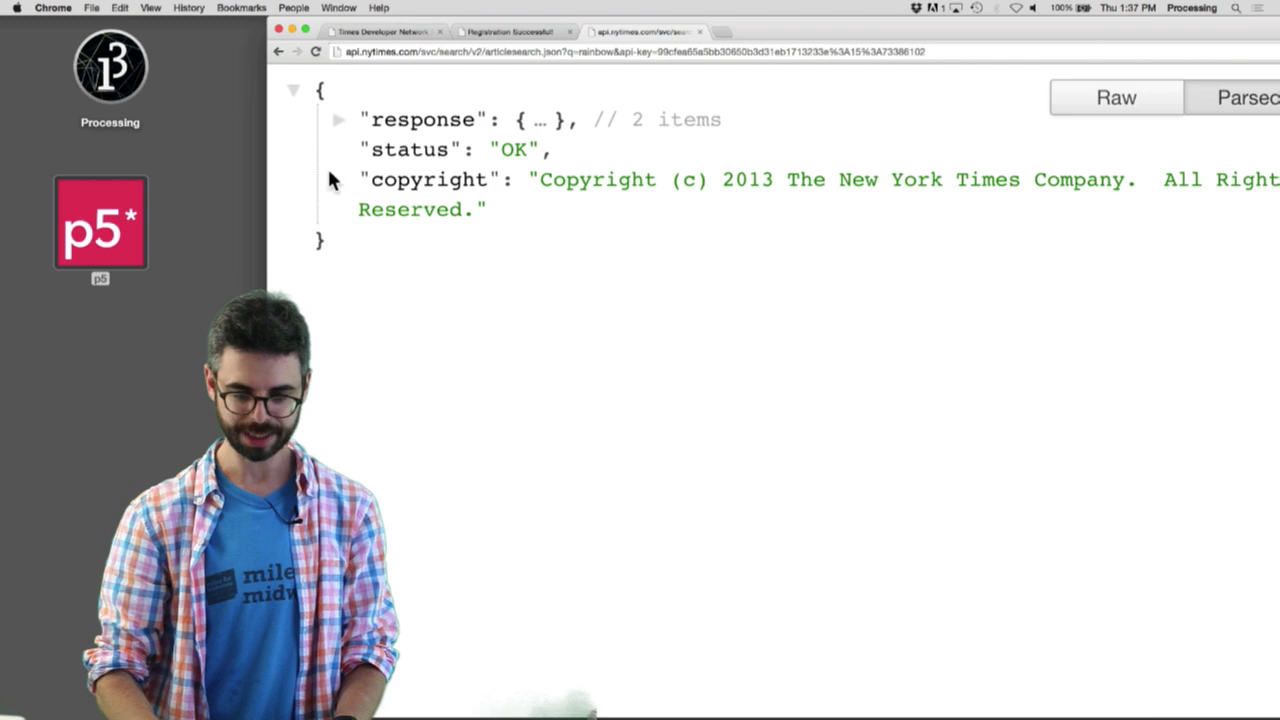 Chrome File Edit View History Bookmarks People Window Help
1 100% Thu 1:37 PM Processing
Times Developer Network Registration Successful! api.nytimes.com/svc/sear
api.nytimes.com/svc/search/v2/articlesearch.json?q=rainbow&api-key=99cfea65a5bb30650b3d31eb1713233e%3A15%3A73386102
Processing
p5*
p5
Raw Parsec
{
"response": { … }, // 2 items
"status": "OK",
"copyright": "Copyright (c) 2013 The New York Times Company. All Right
Reserved."
}
mile
midw